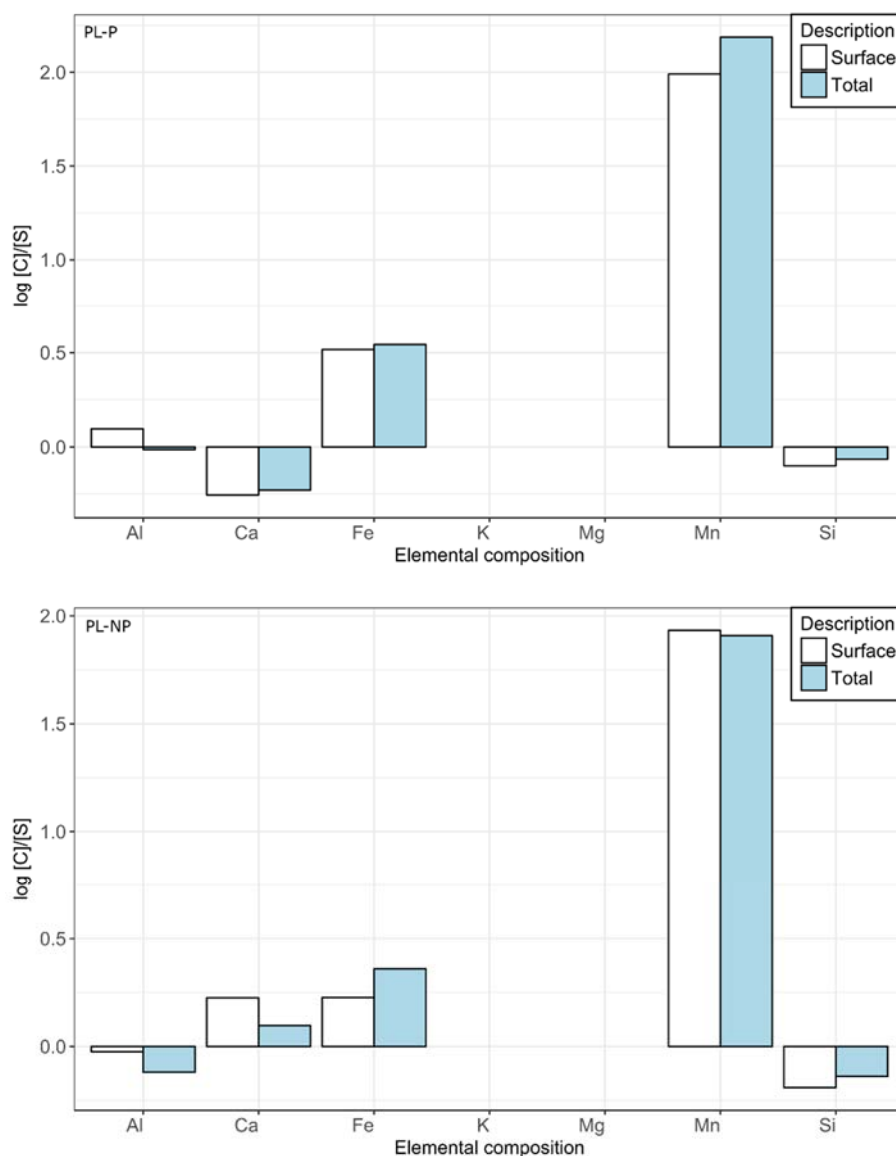 PL-P
Description
Surface
Total
2.0
1.5
1.0
0.5
0.0
log [C]/[S]
Al Ca Fe K Mg Mn Si
Elemental composition
PL-NP
Description
Surface
Total
2.0
1.5
1.0
0.5
0.0
log [C]/[S]
Al Ca Fe K Mg Mn Si
Elemental composition